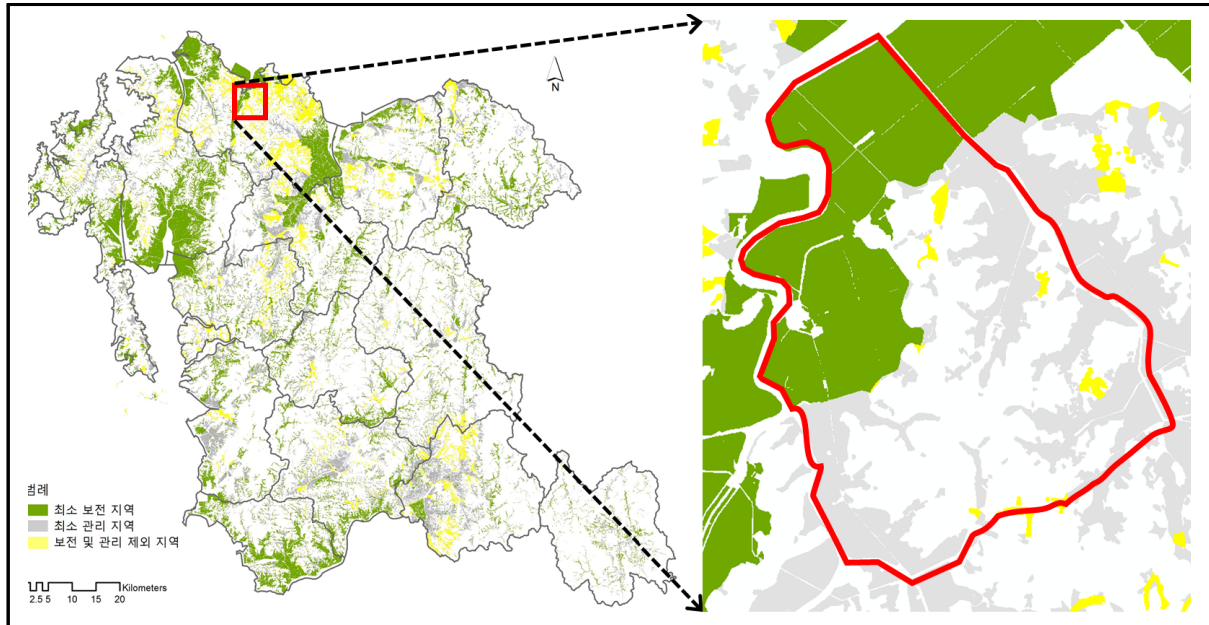 N
범례
최소 보전 지역
최소 관리 지역
보전 및 관리 제외 지역
Kilometers
2.5 5 10 15 20